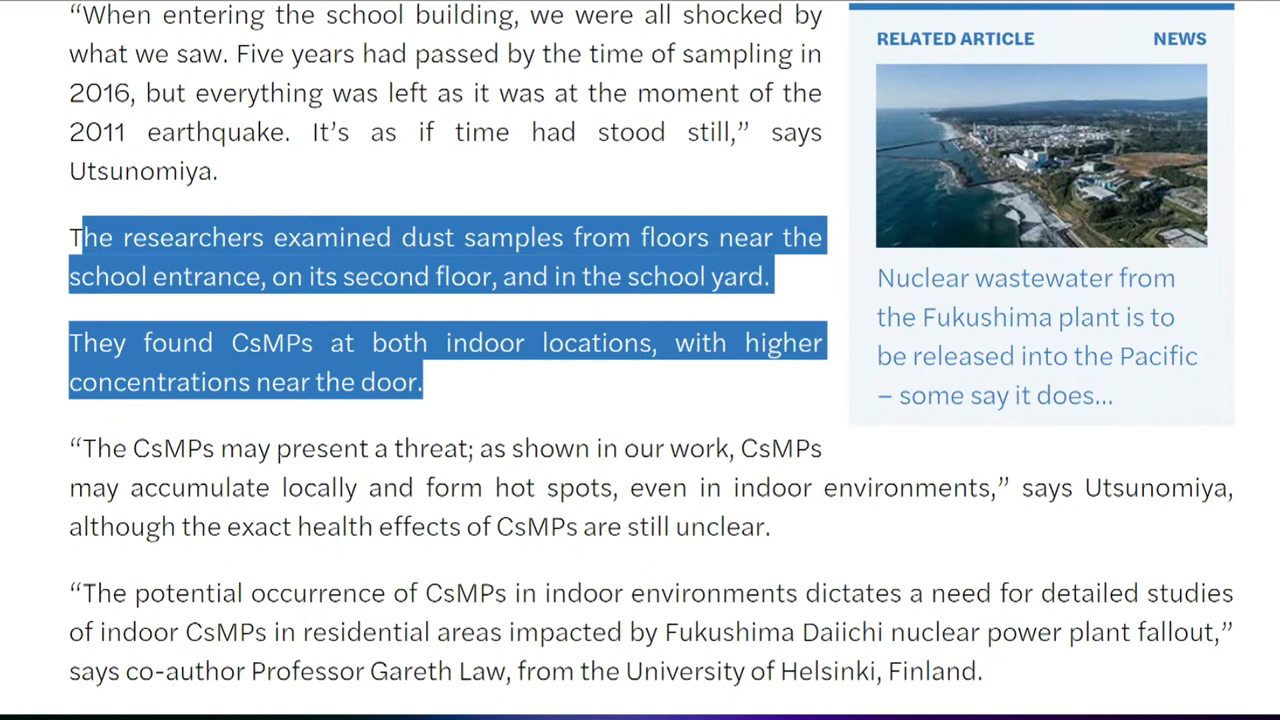 “When entering the school building, we were all shocked by
what we saw. Five years had passed by the time of sampling in
2016, but everything was left as it was at the moment of the
2011 earthquake. It’s as if time had stood still,” says
Utsunomiya.
The researchers examined dust samples from floors near the
school entrance, on its second floor, and in the school yard.
They found CsMPs at both indoor locations, with higher
concentrations near the door.
“The CsMPs may present a threat; as shown in our work, CsMPs
may accumulate locally and form hot spots, even in indoor environments,” says Utsunomiya,
although the exact health effects of CsMPs are still unclear.
“The potential occurrence of CsMPs in indoor environments dictates a need for detailed studies
of indoor CsMPs in residential areas impacted by Fukushima Daiichi nuclear power plant fallout,”
says co-author Professor Gareth Law, from the University of Helsinki, Finland.
RELATED ARTICLE NEWS
Nuclear wastewater from
the Fukushima plant is to
be released into the Pacific
– some say it does...